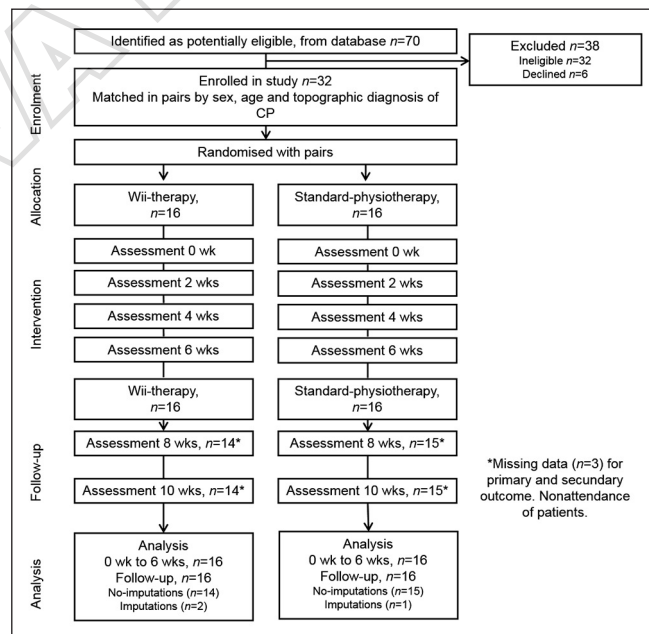 Identified as potentially eligible, from database n=70
Excluded n=38
Ineligible n=32
Declined n=6
Enrolment
Enrolled in study n=32
Matched in pairs by sex, age and topographic diagnosis of
CP
Randomised with pairs
Allocation
Wii-therapy,
n=16
Standard-physiotherapy,
n=16
Intervention
Assessment 0 wk
Assessment 0 wk
Assessment 2 wks
Assessment 2 wks
Assessment 4 wks
Assessment 4 wks
Assessment 6 wks
Assessment 6 wks
Wii-therapy,
n=16
Standard-physiotherapy,
n=16
Follow-up
Assessment 8 wks, n=14*
Assessment 8 wks, n=15*
Assessment 10 wks, n=14*
Assessment 10 wks, n=15*
*Missing data (n=3) for
primary and secundary
outcome. Nonattendance
of patients.
Analysis
Analysis
0 wk to 6 wks, n=16
Follow-up, n=16
No-imputations (n=14)
Imputations (n=2)
Analysis
0 wk to 6 wks, n=16
Follow-up, n=16
No-imputations (n=15)
Imputations (n=1)